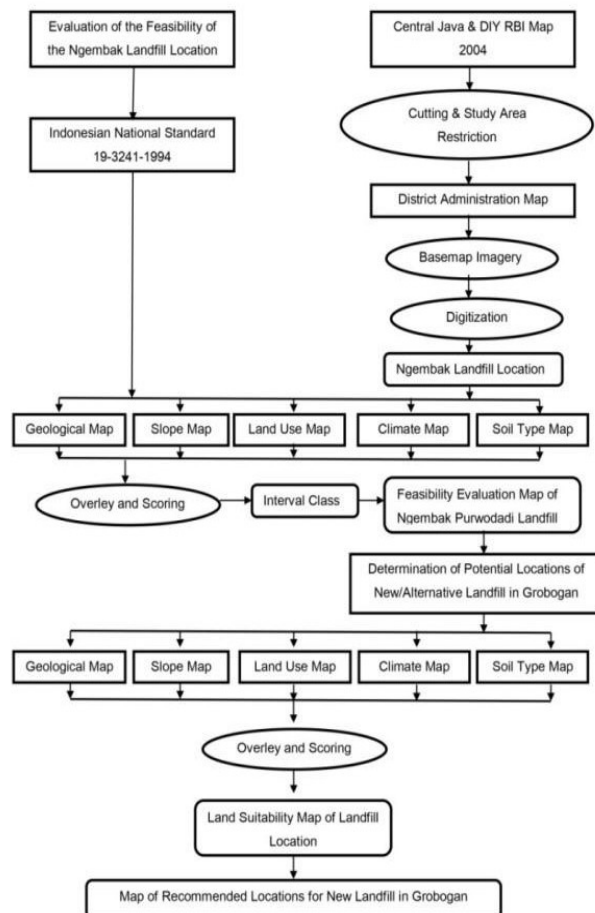 Evaluation of the Feasibility of
the Ngembak Landfill Location
Central Java & DIY RBI Map
2004
Cutting & Study Area
Restriction
Indonesian National Standard
19-3241-1994
District Administration Map
Basemap Imagery
Digitization
Ngembak Landfill Location
Geological Map
Slope Map
Land Use Map
Climate Map
Soil Type Map
Overley and Scoring
Interval Class
Feasibility Evaluation Map of
Ngembak Purwodadi Landfill
Determination of Potential Locations of
New/Alternative Landfill in Grobogan
Geological Map
Slope Map
Land Use Map
Climate Map
Soil Type Map
Overley and Scoring
Land Suitability Map of Landfill
Location
Map of Recommended Locations for New Landfill in Grobogan